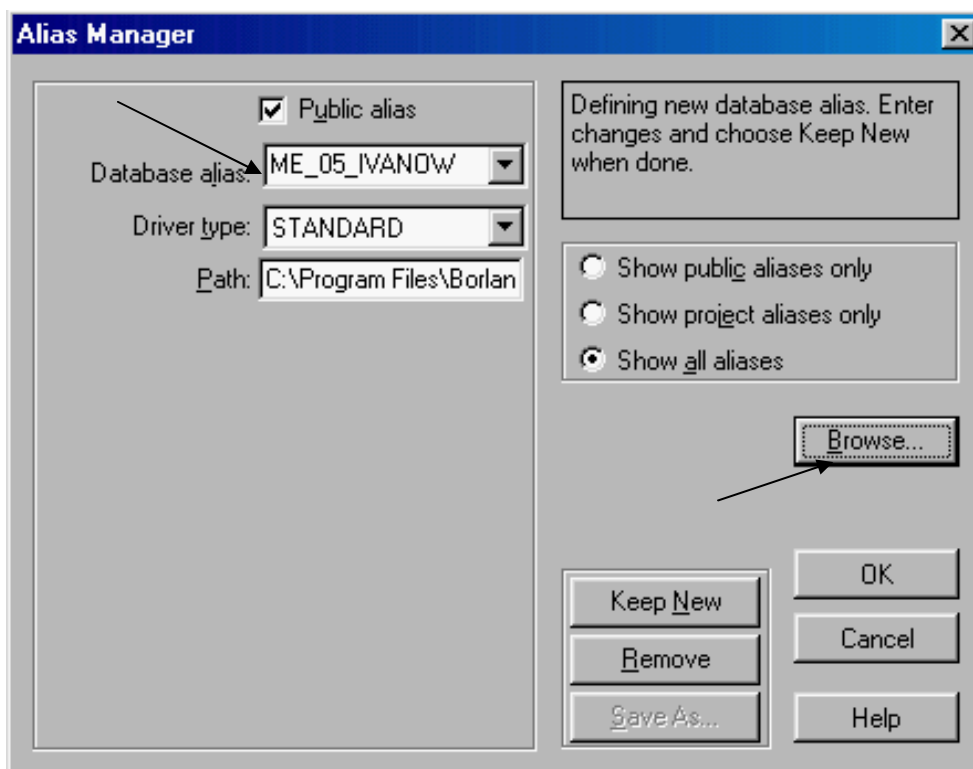 Alias Manager
Public alias
Database alias: ME_05_IVANOW
Driver type: STANDARD
Path: C:\Program Files\Borlan
Defining new database alias. Enter
changes and choose Keep New
when done.
Show public aliases only
Show project aliases only
Show all aliases
Browse...
Keep New
Remove
Save As...
OK
Cancel
Help